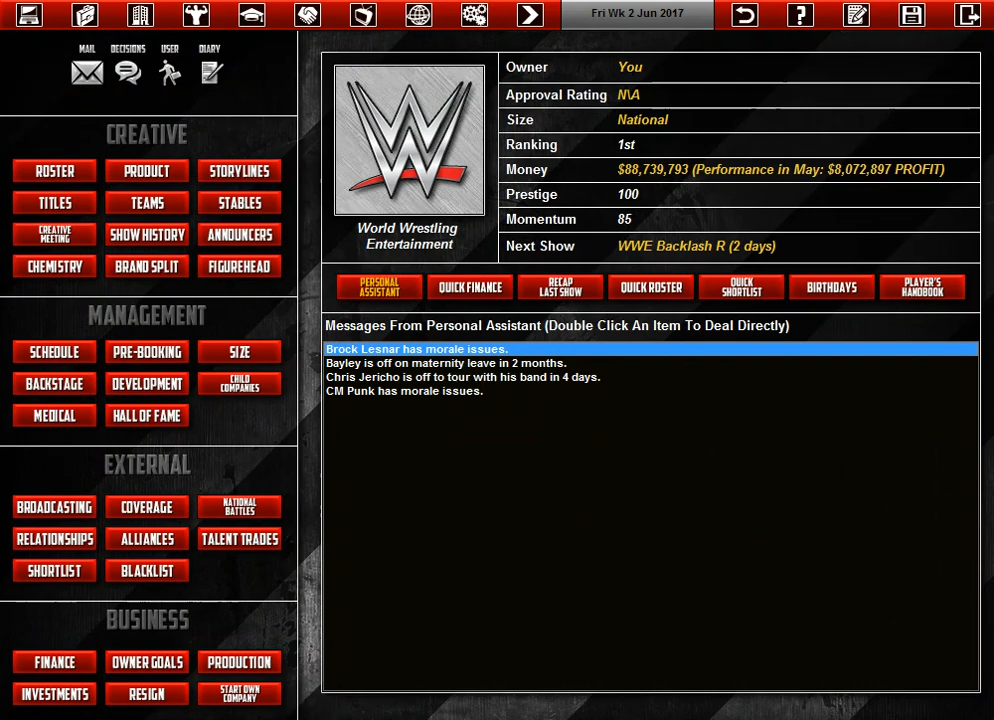 Fri Wk 2 Jun 2017
MAIL DECISIONS USER DIARY
CREATIVE
ROSTER PRODUCT STORYLINES
TITLES TEAMS STABLES
CREATIVE MEETING SHOW HISTORY ANNOUNCERS
CHEMISTRY BRAND SPLIT FIGUREHEAD
MANAGEMENT
SCHEDULE PRE-BOOKING SIZE
BACKSTAGE DEVELOPMENT CHILD COMPANIES
MEDICAL HALL OF FAME
EXTERNAL
BROADCASTING COVERAGE NATIONAL BATTLES
RELATIONSHIPS ALLIANCES TALENT TRADES
SHORTLIST BLACKLIST
BUSINESS
FINANCE OWNER GOALS PRODUCTION
INVESTMENTS RESIGN START OWN COMPANY
World Wrestling
Entertainment
Owner You
Approval Rating N\A
Size National
Ranking 1st
Money $88,739,793 (Performance in May: $8,072,897 PROFIT)
Prestige 100
Momentum 85
Next Show WWE Backlash R (2 days)
PERSONAL ASSISTANT QUICK FINANCE RECAP LAST SHOW QUICK ROSTER QUICK SHORTLIST BIRTHDAYS PLAYER'S HANDBOOK
Messages From Personal Assistant (Double Click An Item To Deal Directly)
Brock Lesnar has morale issues.
Bayley is off on maternity leave in 2 months.
Chris Jericho is off to tour with his band in 4 days.
CM Punk has morale issues.